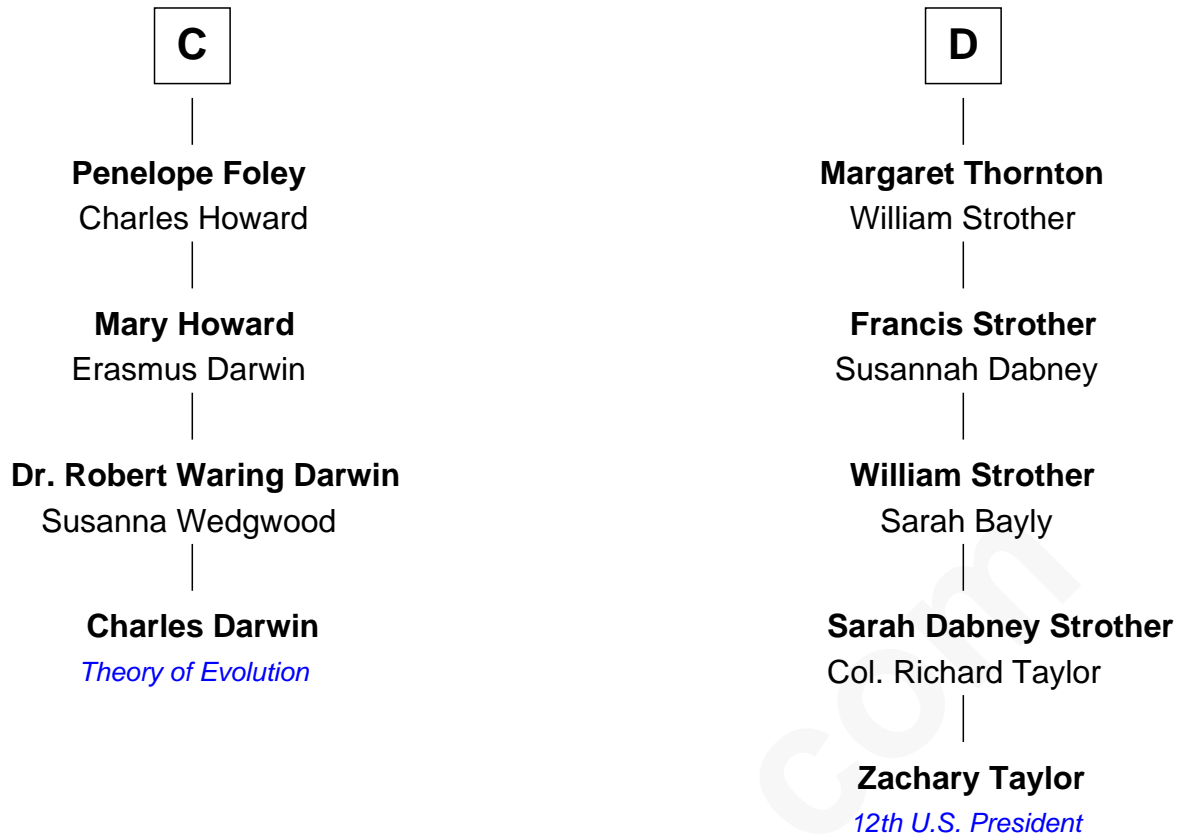 C
Penelope Foley
Charles Howard
Mary Howard
Erasmus Darwin
Dr. Robert Waring Darwin
Susanna Wedgwood
Charles Darwin
Theory of Evolution
D
Margaret Thornton
William Strother
Francis Strother
Susannah Dabney
William Strother
Sarah Bayly
Sarah Dabney Strother
Col. Richard Taylor
Zachary Taylor
12th U.S. President
com